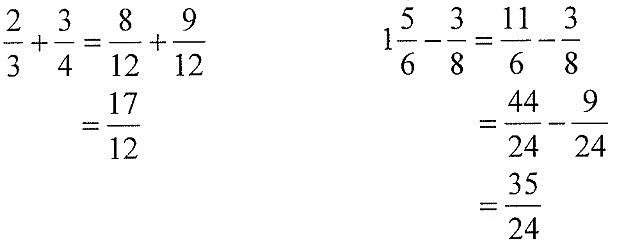 2/3 + 3/4 = 8/12 + 9/12
= 17/12
1 5/6 − 3/8 = 11/6 − 3/8
= 44/24 − 9/24
= 35/24